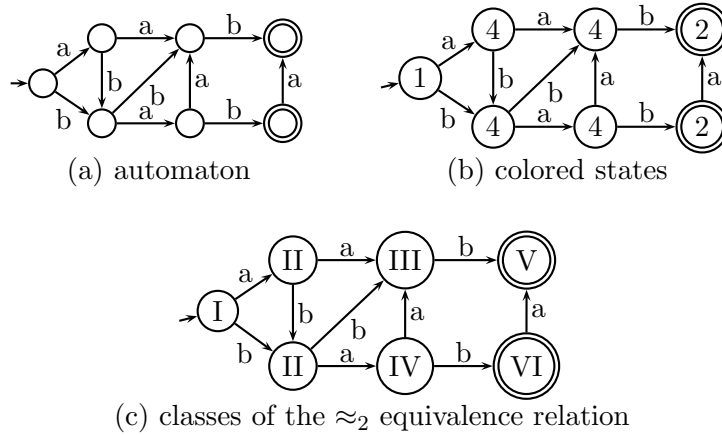 a b
a a
b b a
b a b
(a) automaton
4 4 2
a b
a a
1 b b a
b a b
4 4 2
(b) colored states
II III V
a b
a a
I b b a
b a b
II IV VI
(c) classes of the ≈₂ equivalence relation